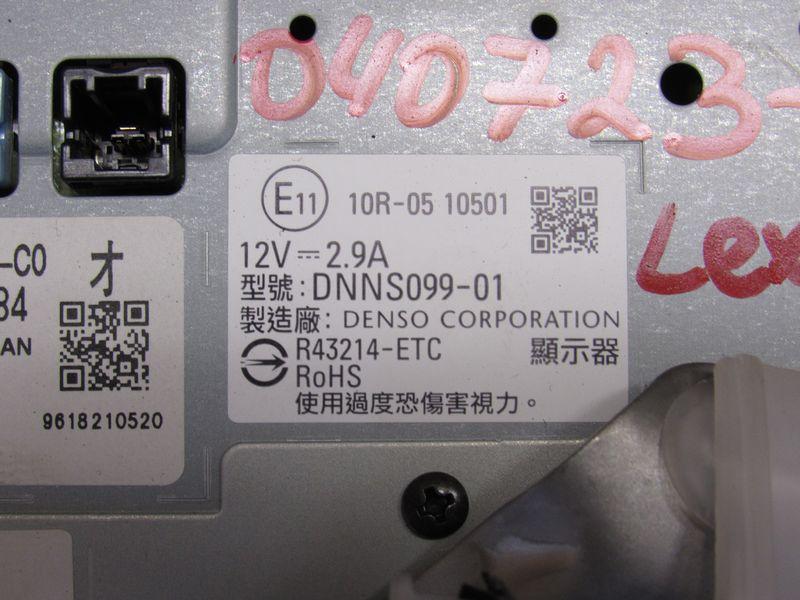 040723-
Lex
E11 10R-05 10501
12V⎓2.9A
型號:DNNS099-01
製造廠: DENSO CORPORATION
R43214-ETC 顯示器
RoHS
使用過度恐傷害視力。
-C0 オ
84
AN
9618210520